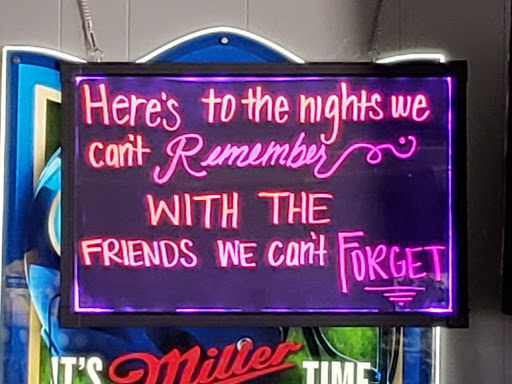 Here's to the nights we
can't Remember
WITH THE
FRIENDS WE can't FORGET
IT'S Miller TIME